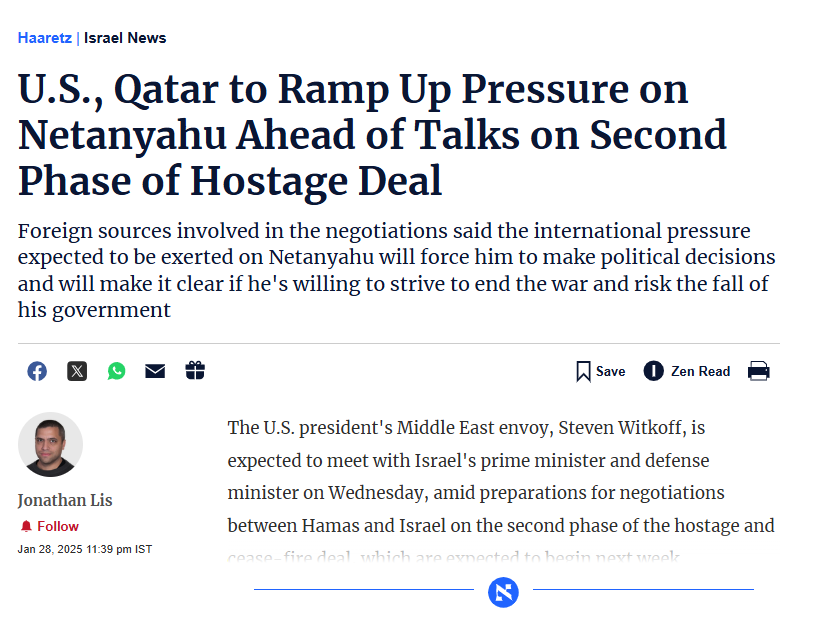 Haaretz | Israel News
U.S., Qatar to Ramp Up Pressure on
Netanyahu Ahead of Talks on Second
Phase of Hostage Deal
Foreign sources involved in the negotiations said the international pressure
expected to be exerted on Netanyahu will force him to make political decisions
and will make it clear if he's willing to strive to end the war and risk the fall of
his government
Save
Zen Read
The U.S. president's Middle East envoy, Steven Witkoff, is
expected to meet with Israel's prime minister and defense
minister on Wednesday, amid preparations for negotiations
between Hamas and Israel on the second phase of the hostage and
cease-fire deal, which are expected to begin next week.
Jonathan Lis
Follow
Jan 28, 2025 11:39 pm IST